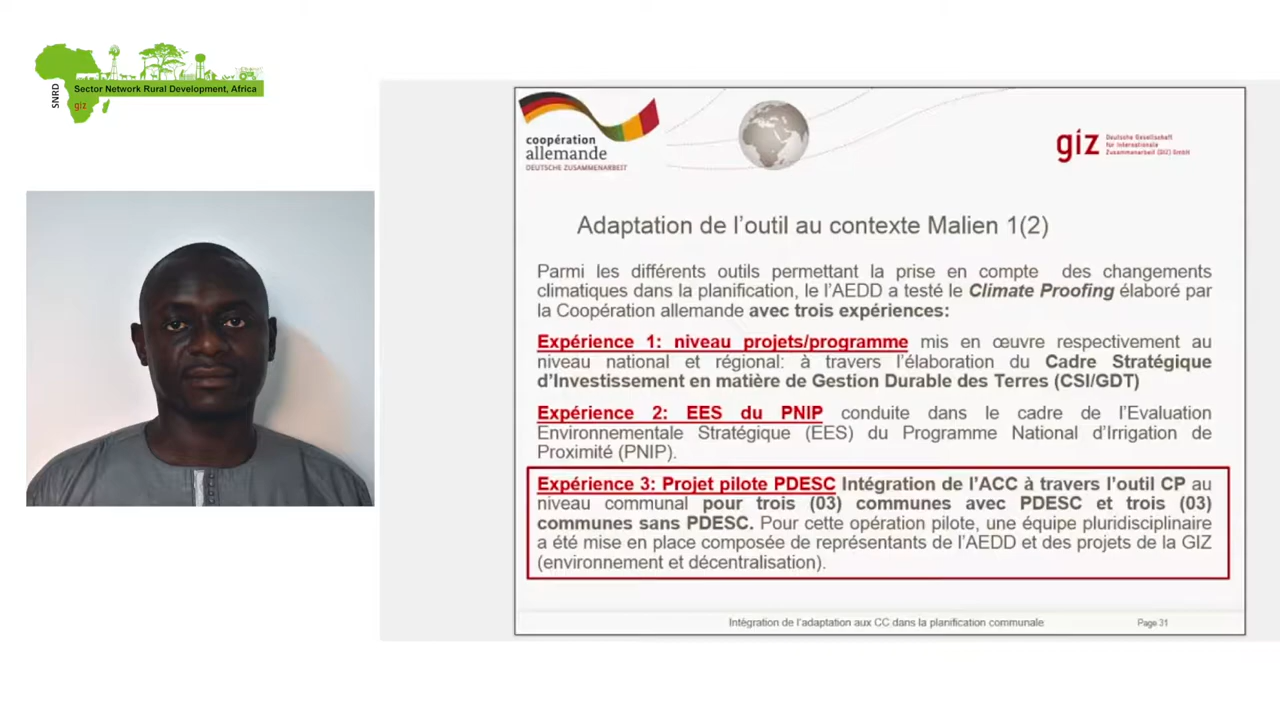 SNRD
Sector Network Rural Development, Africa
giz
coopération
allemande
DEUTSCHE ZUSAMMENARBEIT
giz
Deutsche Gesellschaft
für Internationale
Zusammenarbeit (GIZ) GmbH
Adaptation de l'outil au contexte Malien 1(2)
Parmi les différents outils permettant la prise en compte des changements
climatiques dans la planification, le l'AEDD a testé le Climate Proofing élaboré par
la Coopération allemande avec trois expériences:
Expérience 1: niveau projets/programme mis en œuvre respectivement au
niveau national et régional: à travers l'élaboration du Cadre Stratégique
d'Investissement en matière de Gestion Durable des Terres (CSI/GDT)
Expérience 2: EES du PNIP conduite dans le cadre de l'Evaluation
Environnementale Stratégique (EES) du Programme National d'Irrigation de
Proximité (PNIP).
Expérience 3: Projet pilote PDESC Intégration de l'ACC à travers l'outil CP au
niveau communal pour trois (03) communes avec PDESC et trois (03)
communes sans PDESC. Pour cette opération pilote, une équipe pluridisciplinaire
a été mise en place composée de représentants de l'AEDD et des projets de la GIZ
(environnement et décentralisation).
Intégration de l'adaptation aux CC dans la planification communale
Page 31